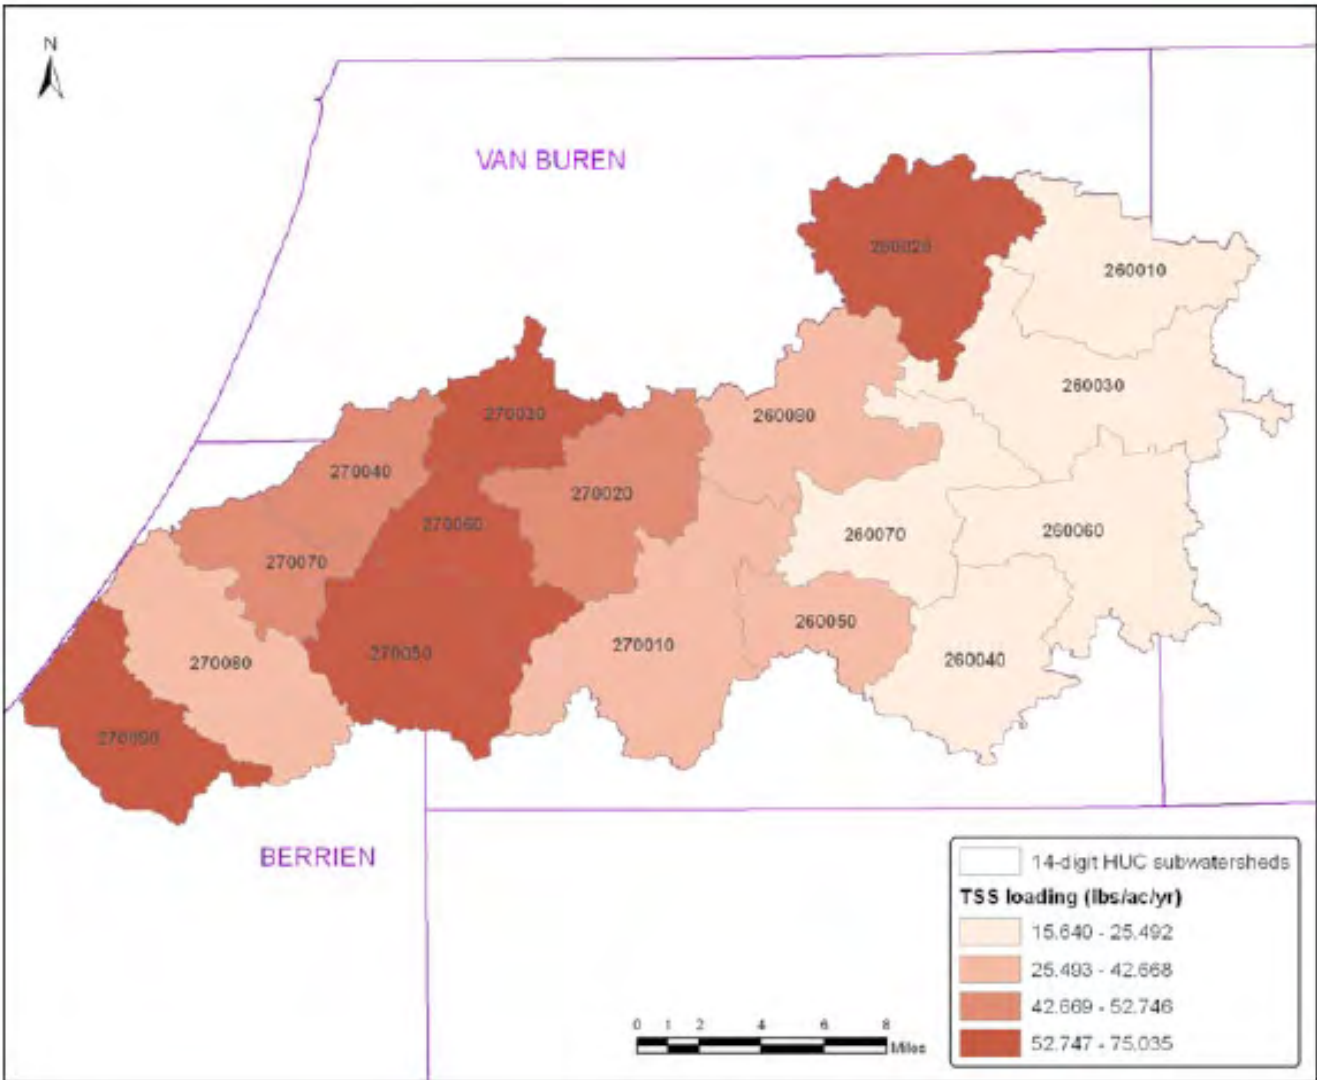 N
VAN BUREN
260020
260010
260030
270030
260080
270040
270020
270060
260070
260060
270070
260050
270010
270050
270080
260040
270090
BERRIEN
14-digit HUC subwatersheds
TSS loading (lbs/ac/yr)
15.640 - 25.492
25.493 - 42.668
42.669 - 52.746
52.747 - 75.035
0 1 2 4 6 8
Miles